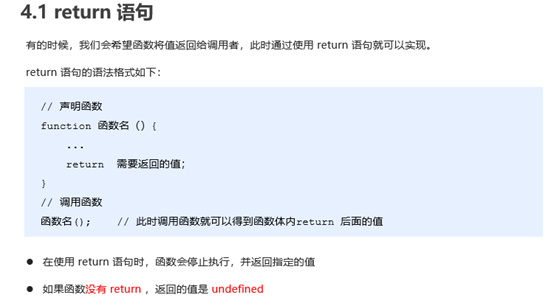 4.1 return 语句
有的时候，我们会希望函数将值返回给调用者，此时通过使用 return 语句就可以实现。
return 语句的语法格式如下：
// 声明函数
function 函数名 () {
...
return 需要返回的值;
}
// 调用函数
函数名(); // 此时调用函数就可以得到函数体内return 后面的值
● 在使用 return 语句时，函数会停止执行，并返回指定的值
● 如果函数没有 return ，返回的值是 undefined